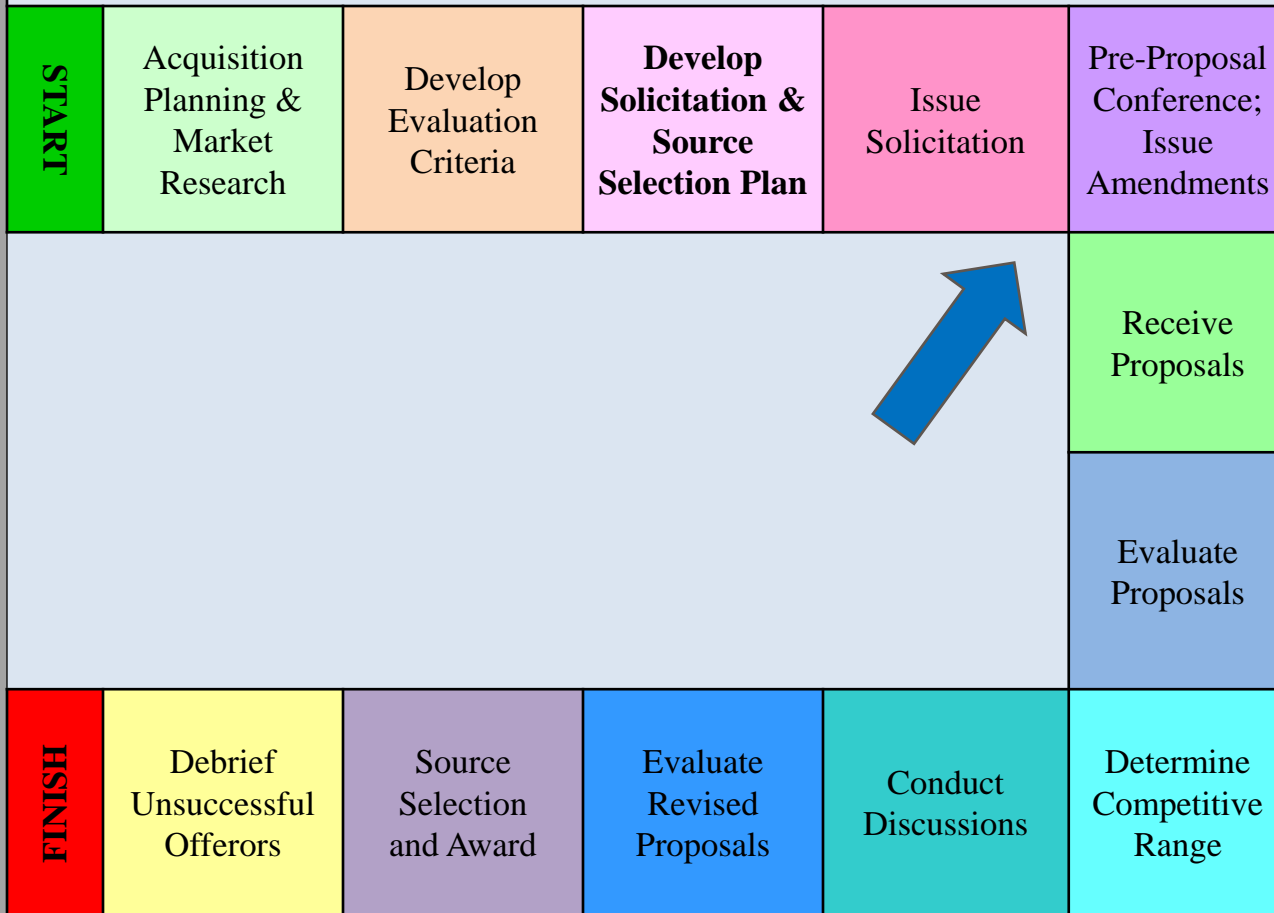 START
Acquisition
Planning &
Market
Research
Develop
Evaluation
Criteria
Develop
Solicitation &
Source
Selection Plan
Issue
Solicitation
Pre-Proposal
Conference;
Issue
Amendments
Receive
Proposals
Evaluate
Proposals
FINISH
Debrief
Unsuccessful
Offerors
Source
Selection
and Award
Evaluate
Revised
Proposals
Conduct
Discussions
Determine
Competitive
Range